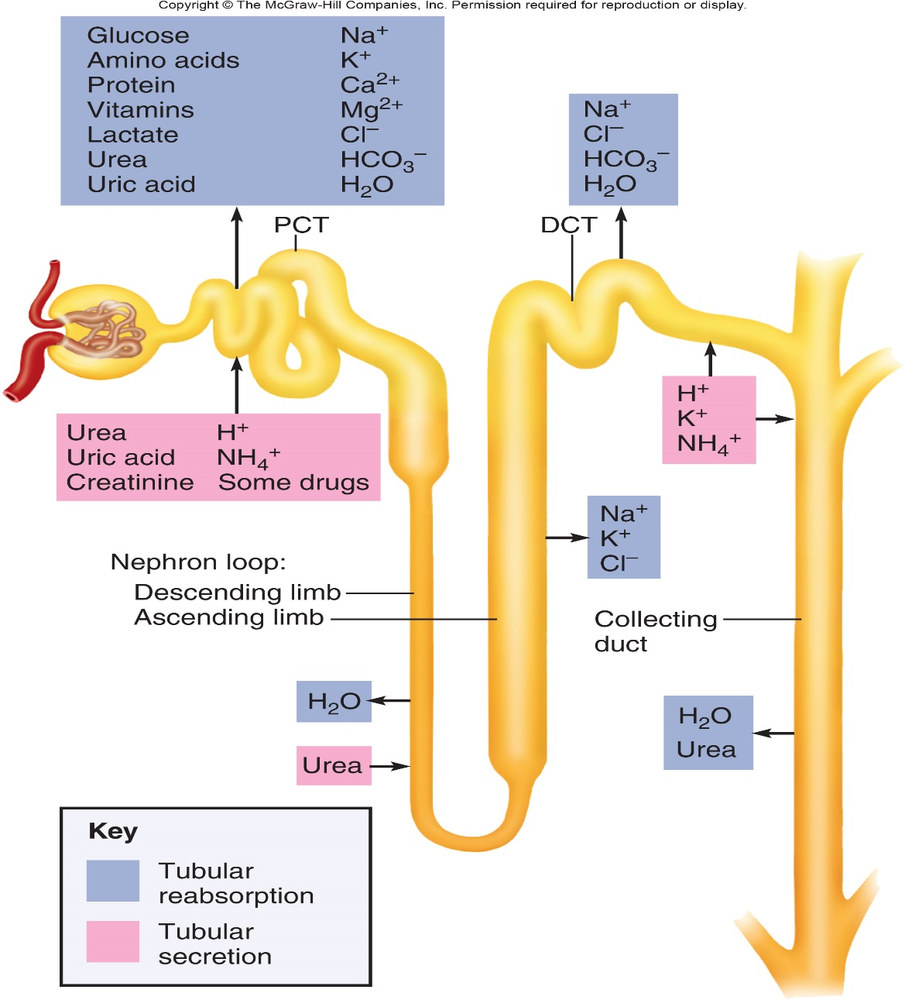 Copyright © The McGraw-Hill Companies, Inc. Permission required for reproduction or display.
Glucose Na⁺
Amino acids K⁺
Protein Ca²⁺
Vitamins Mg²⁺
Lactate Cl⁻
Urea HCO₃⁻
Uric acid H₂O
Na⁺
Cl⁻
HCO₃⁻
H₂O
PCT
DCT
H⁺
K⁺
NH₄⁺
Urea H⁺
Uric acid NH₄⁺
Creatinine Some drugs
Na⁺
K⁺
Cl⁻
Nephron loop:
Descending limb
Ascending limb
Collecting
duct
H₂O
Urea
H₂O
Urea
Key
Tubular
reabsorption
Tubular
secretion